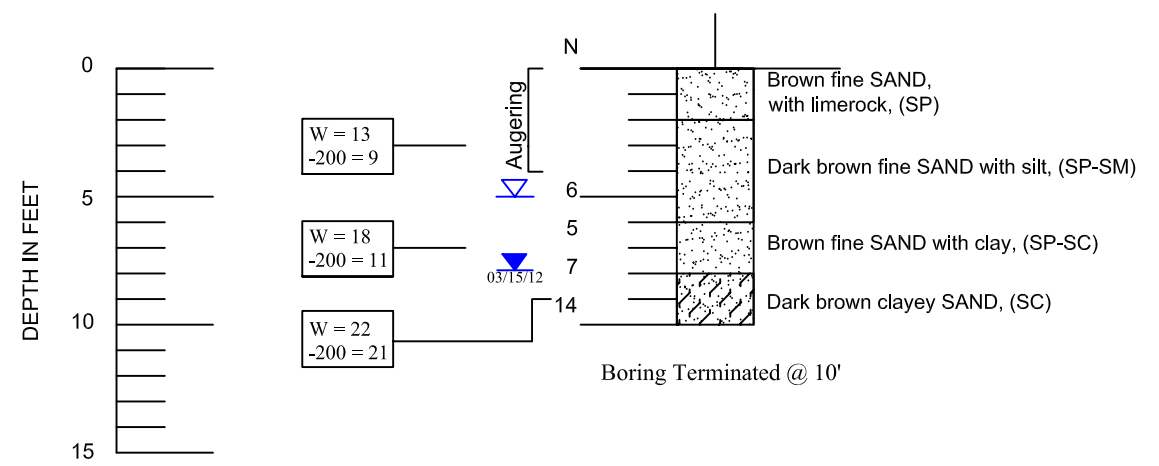 DEPTH IN FEET
0
5
10
15
W = 13
-200 = 9
W = 18
-200 = 11
W = 22
-200 = 21
Augering
03/15/12
N
6
5
7
14
Brown fine SAND,
with limerock, (SP)
Dark brown fine SAND with silt, (SP-SM)
Brown fine SAND with clay, (SP-SC)
Dark brown clayey SAND, (SC)
Boring Terminated @ 10'